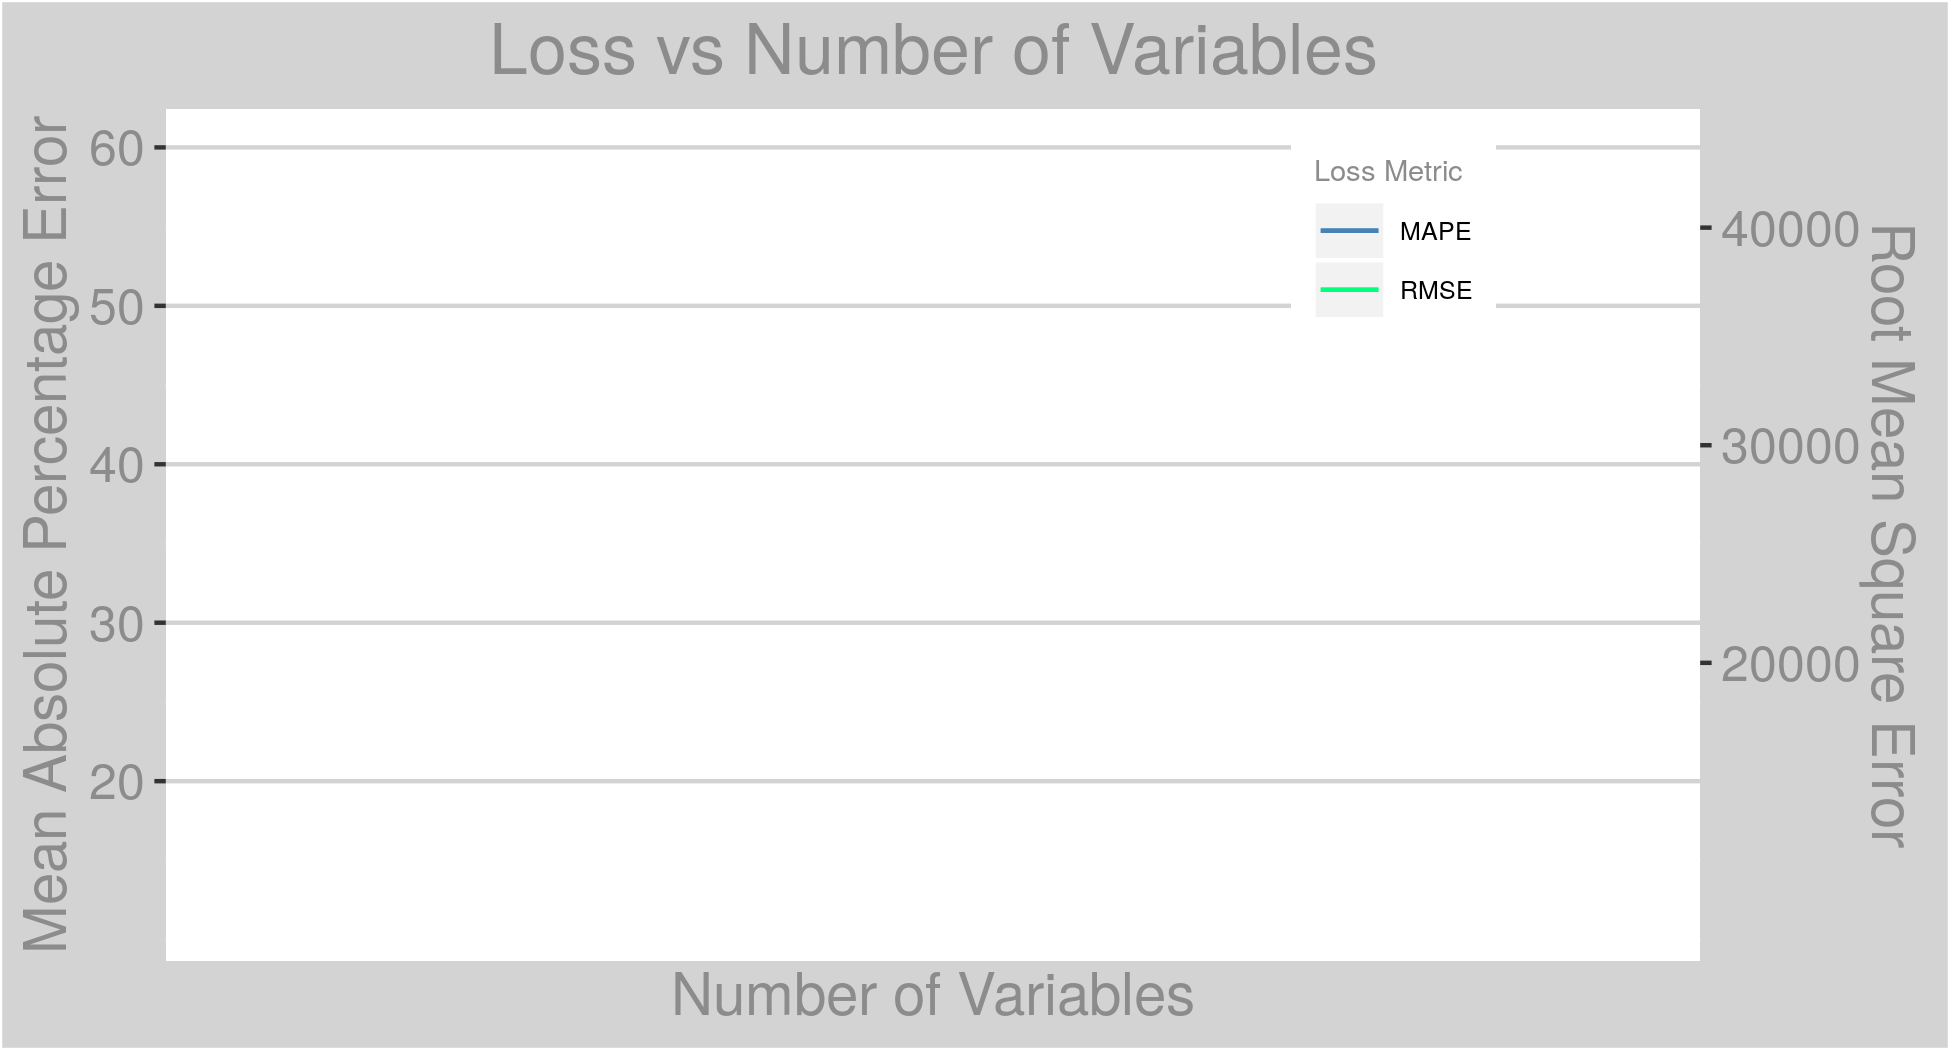 Loss vs Number of Variables
Mean Absolute Percentage Error
60
50
40
30
20
Loss Metric
MAPE
RMSE
40000
30000
20000
Root Mean Square Error
Number of Variables